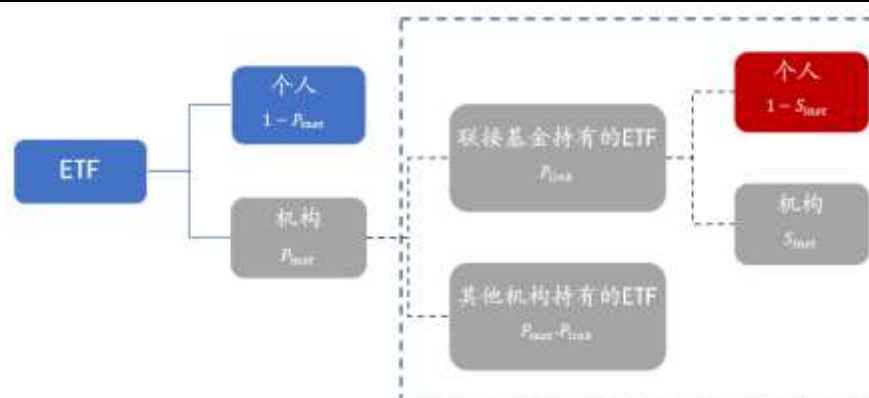 ETF
个人
1 - P_inst
机构
P_inst
联接基金持有的ETF
P_link
其他机构持有的ETF
P_inst-P_link
个人
1 - S_inst
机构
S_inst